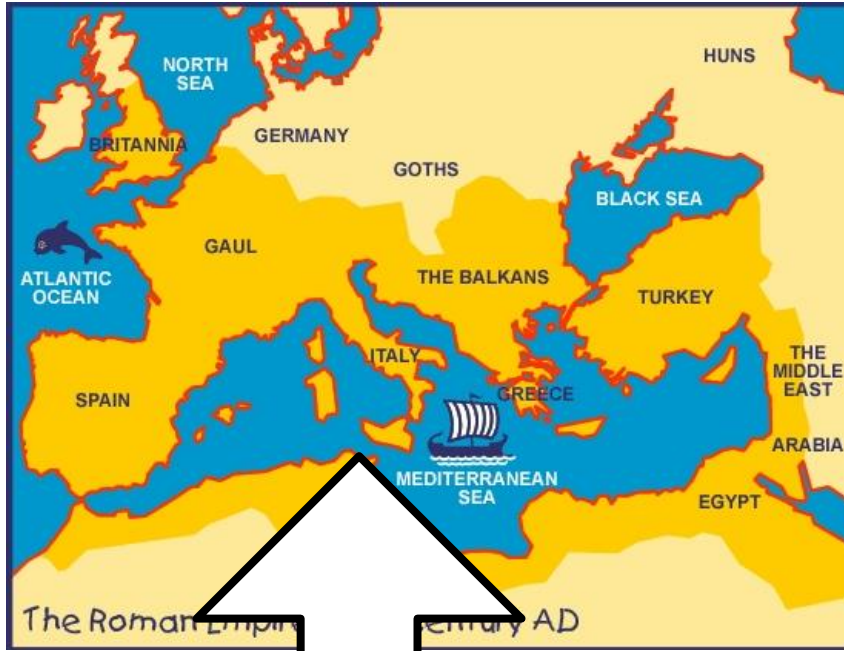 HUNS
NORTH
SEA
BRITANNIA
GERMANY
GOTHS
BLACK SEA
GAUL
ATLANTIC
OCEAN
THE BALKANS
TURKEY
ITALY
THE
MIDDLE
EAST
SPAIN
GREECE
ARABIA
MEDITERRANEAN
SEA
EGYPT
The Roman AD